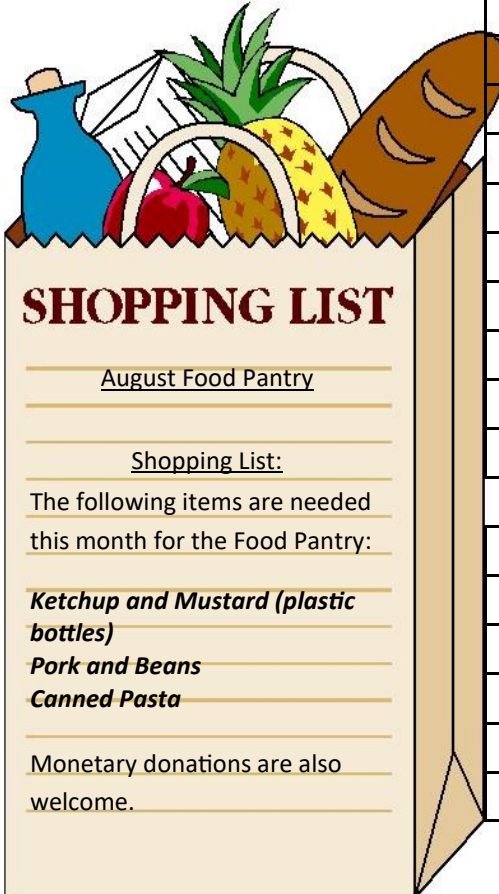 SHOPPING LIST
August Food Pantry
Shopping List:
The following items are needed
this month for the Food Pantry:
Ketchup and Mustard (plastic
bottles)
Pork and Beans
Canned Pasta
Monetary donations are also
welcome.